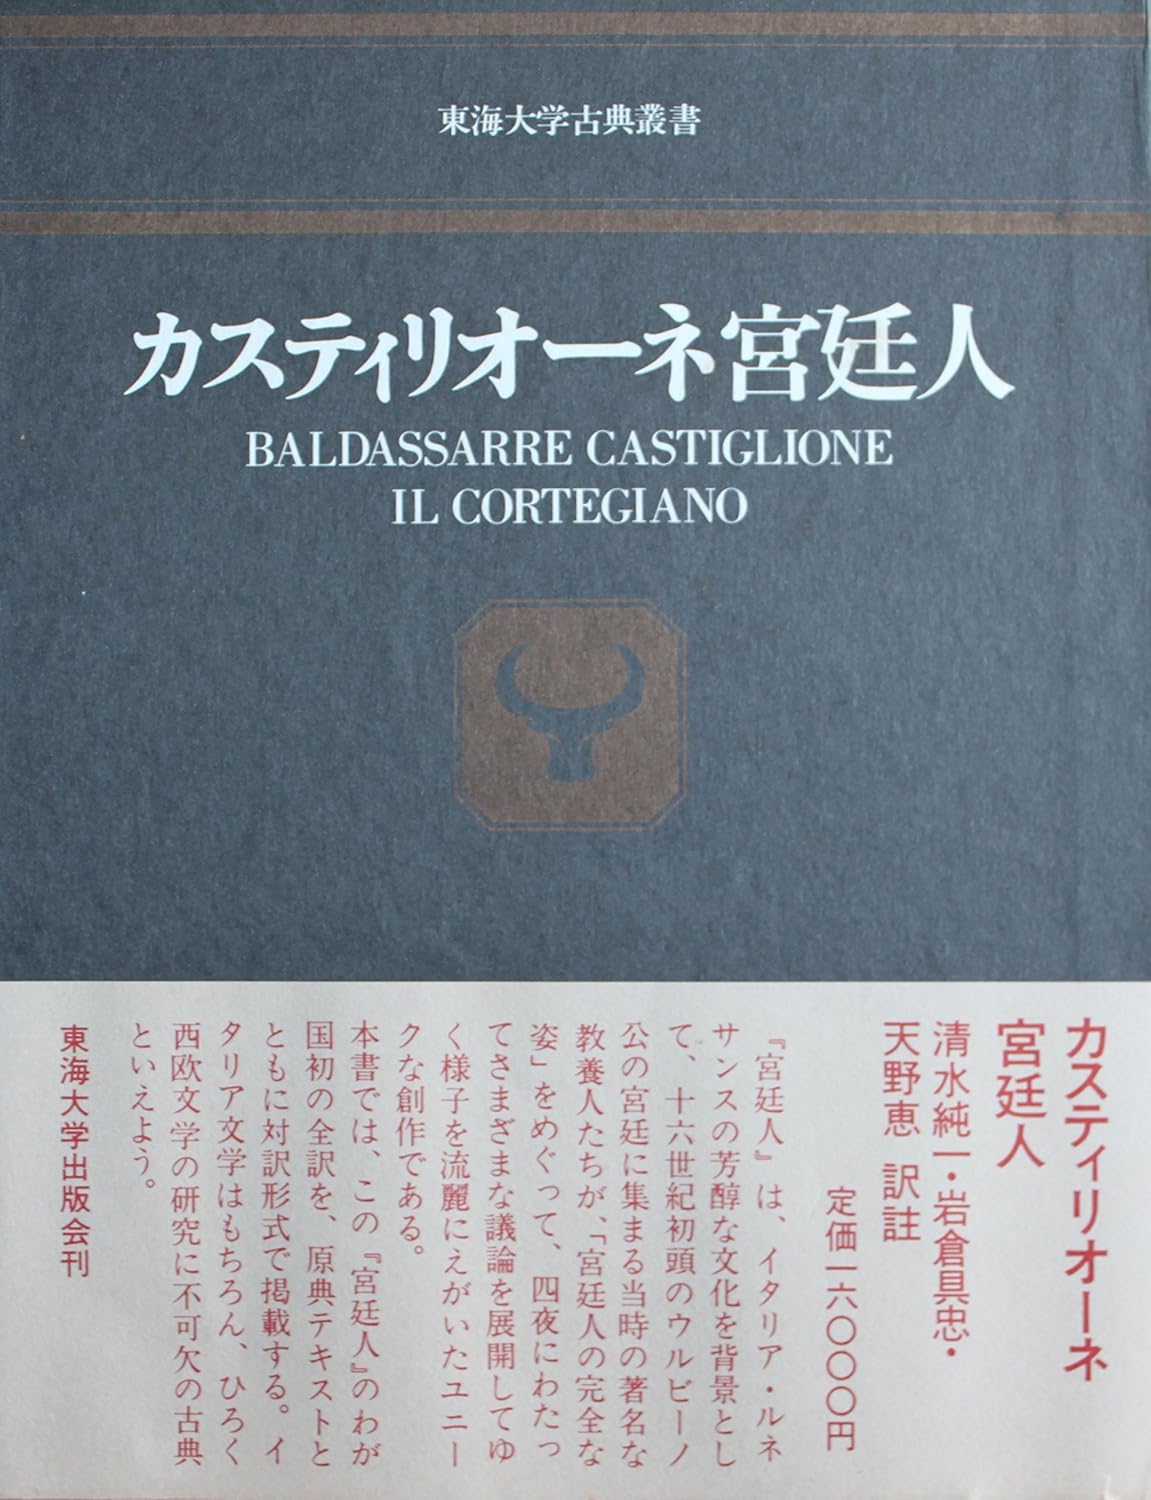 東海大学古典叢書
カスティリオーネ宮廷人
BALDASSARRE CASTIGLIONE
IL CORTEGIANO
カスティリオーネ
宮廷人
清水純一・岩倉具忠・
天野恵 訳註
定価一六〇〇〇円
『宮廷人』は、イタリア・ルネ
サンスの芳醇な文化を背景とし
て、十六世紀初頭のウルビーノ
公の宮廷に集まる当時の著名な
教養人たちが、「宮廷人の完全な
姿」をめぐって、四夜にわたっ
てさまざまな議論を展開してゆ
く様子を流麗にえがいたユニー
クな創作である。
本書では、この『宮廷人』のわが
国初の全訳を、原典テキストと
ともに対訳形式で掲載する。イ
タリア文学はもちろん、ひろく
西欧文学の研究に不可欠の古典
といえよう。
東海大学出版会刊